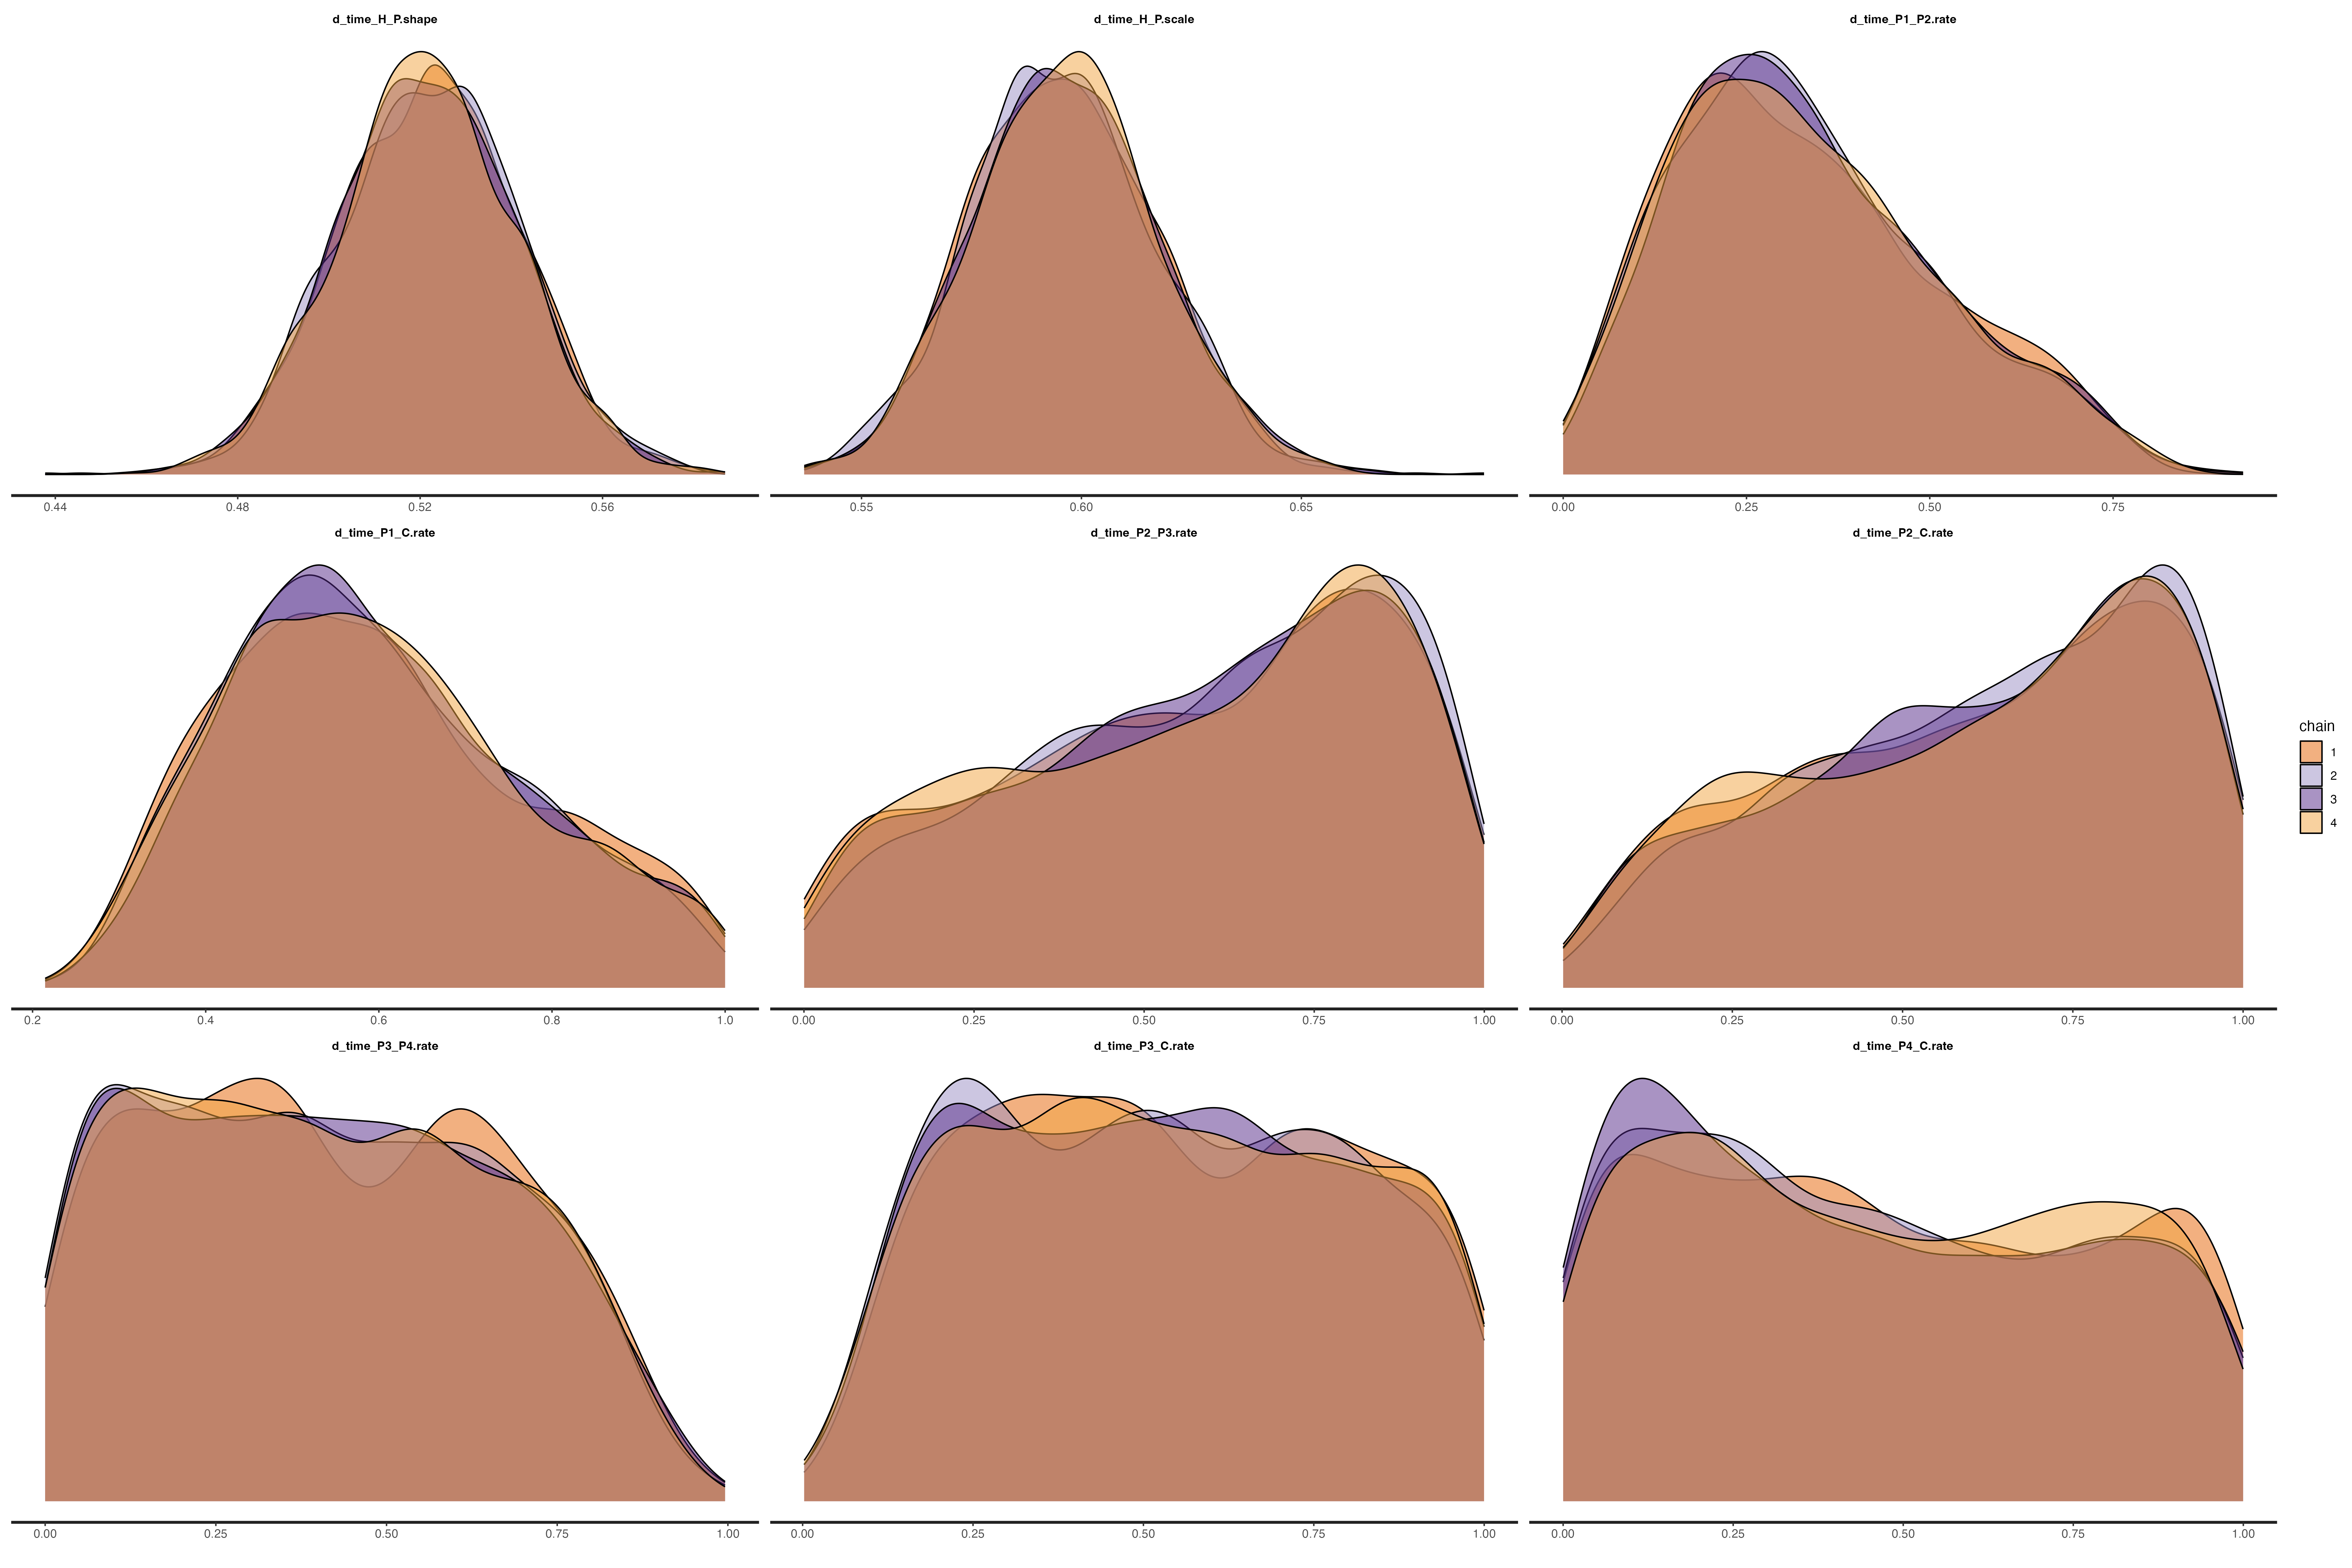 d_time_H_P.shape
d_time_H_P.scale
d_time_P1_P2.rate
0.44 0.48 0.52 0.56
0.55 0.60 0.65
0.00 0.25 0.50 0.75
d_time_P1_C.rate
d_time_P2_P3.rate
d_time_P2_C.rate
chain
1
2
3
4
0.2 0.4 0.6 0.8 1.0
0.00 0.25 0.50 0.75 1.00
0.00 0.25 0.50 0.75 1.00
d_time_P3_P4.rate
d_time_P3_C.rate
d_time_P4_C.rate
0.00 0.25 0.50 0.75 1.00
0.00 0.25 0.50 0.75 1.00
0.00 0.25 0.50 0.75 1.00